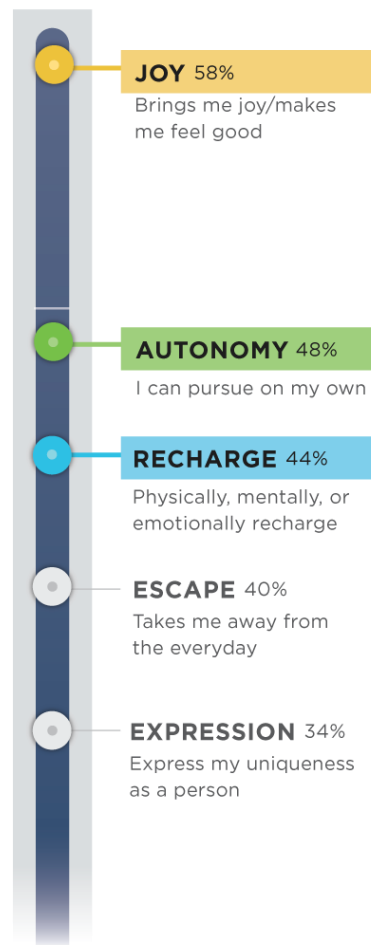 JOY 58%
Brings me joy/makes
me feel good
AUTONOMY 48%
I can pursue on my own
RECHARGE 44%
Physically, mentally, or
emotionally recharge
ESCAPE 40%
Takes me away from
the everyday
EXPRESSION 34%
Express my uniqueness
as a person